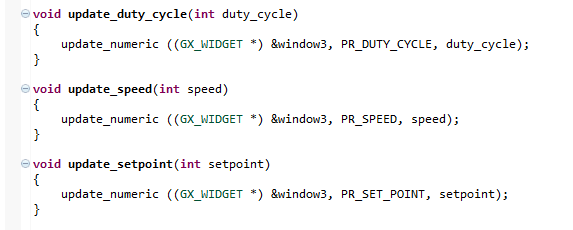 void update_duty_cycle(int duty_cycle)
{
    update_numeric ((GX_WIDGET *) &window3, PR_DUTY_CYCLE, duty_cycle);
}
void update_speed(int speed)
{
    update_numeric ((GX_WIDGET *) &window3, PR_SPEED, speed);
}
void update_setpoint(int setpoint)
{
    update_numeric ((GX_WIDGET *) &window3, PR_SET_POINT, setpoint);
}